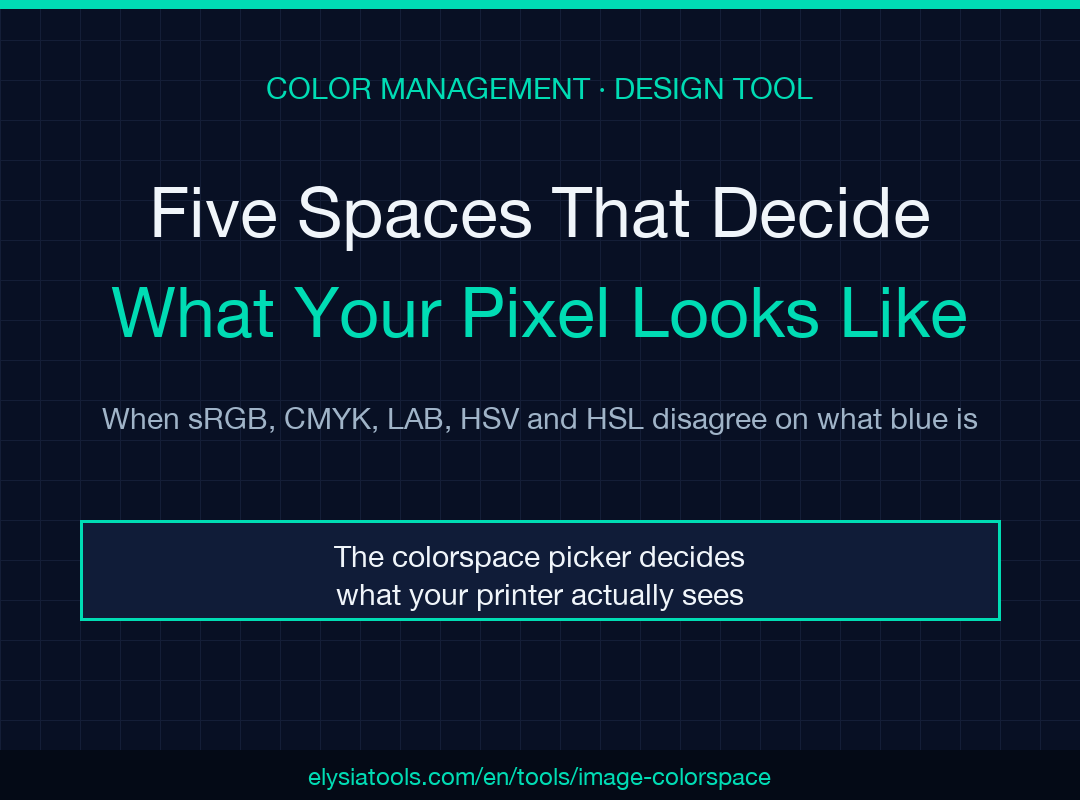 COLOR MANAGEMENT · DESIGN TOOL
Five Spaces That Decide
What Your Pixel Looks Like
When sRGB, CMYK, LAB, HSV and HSL disagree on what blue is
The colorspace picker decides
what your printer actually sees
elysiatools.com/en/tools/image-colorspace